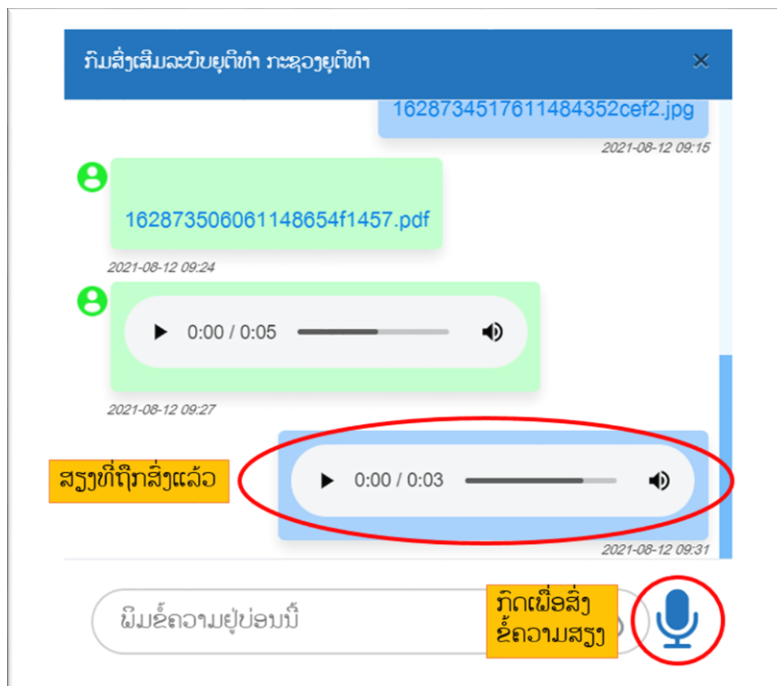 ກົມສົ່ງເສີມລະບົບຍຸຕິທຳ ກະຊວງຍຸຕິທຳ ×
1628734517611484352cef2.jpg
2021-08-12 09:15
162873506061148654f1457.pdf
2021-08-12 09:24
0:00 / 0:05
2021-08-12 09:27
ສຽງທີ່ຖືກສົ່ງແລ້ວ
0:00 / 0:03
2021-08-12 09:31
ພິມຂໍ້ຄວາມຢູ່ບ່ອນນີ້
ກົດເພື່ອສົ່ງ
ຂໍ້ຄວາມສຽງ